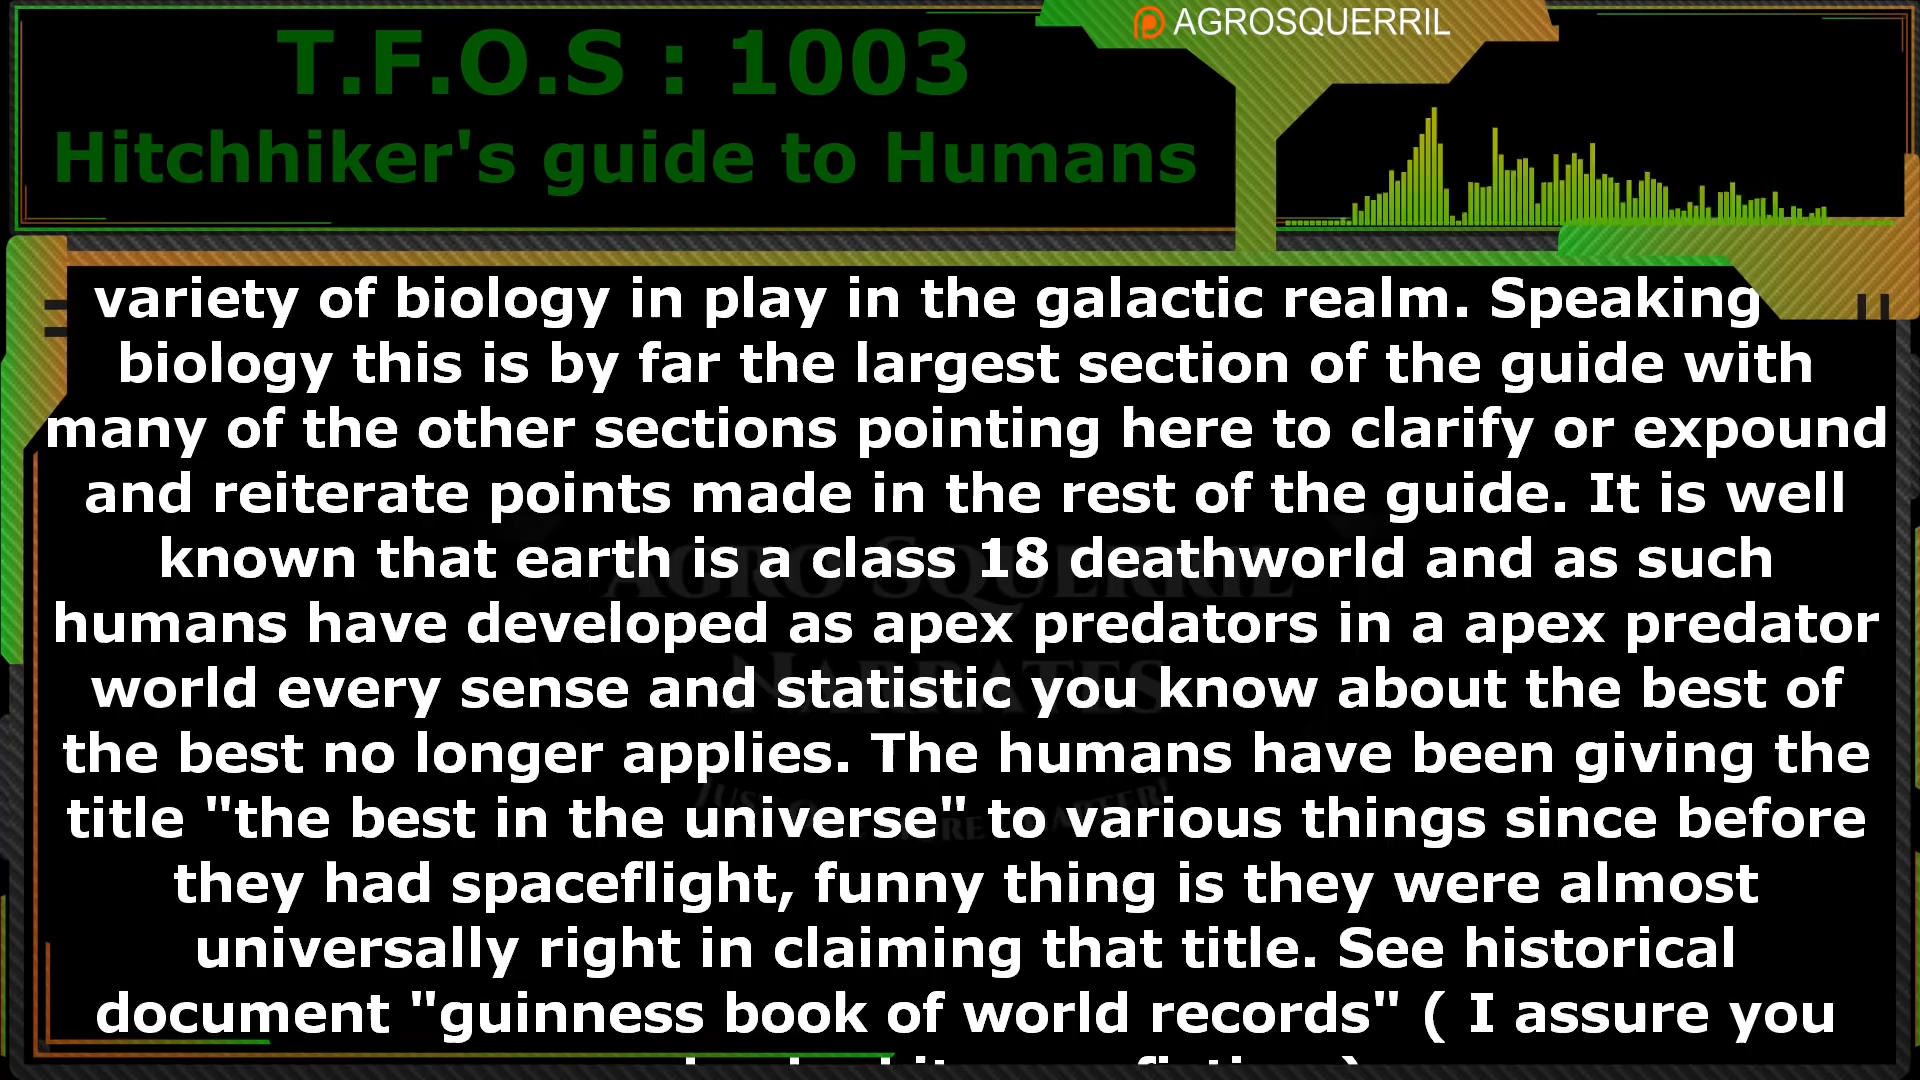 T.F.O.S : 1003
Hitchhiker's guide to Humans
AGROSQUERRIL
variety of biology in play in the galactic realm. Speaking
biology this is by far the largest section of the guide with
many of the other sections pointing here to clarify or expound
and reiterate points made in the rest of the guide. It is well
known that earth is a class 18 deathworld and as such
humans have developed as apex predators in a apex predator
world every sense and statistic you know about the best of
the best no longer applies. The humans have been giving the
title "the best in the universe" to various things since before
they had spaceflight, funny thing is they were almost
universally right in claiming that title. See historical
document "guinness book of world records" ( I assure you
AGRO SQUERRIL
NARRATES